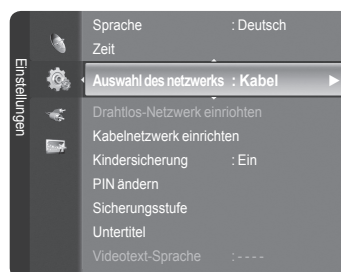 Einstellungen
Sprache : Deutsch
Zeit
Auswahl des netzwerks : Kabel
Drahtlos-Netzwerk einriohten
Kabelnetzwerk einrichten
Kindersicherung : Ein
PIN ändern
Sicherungsstufe
Untertitel
Videotext-Sprache : - - - -